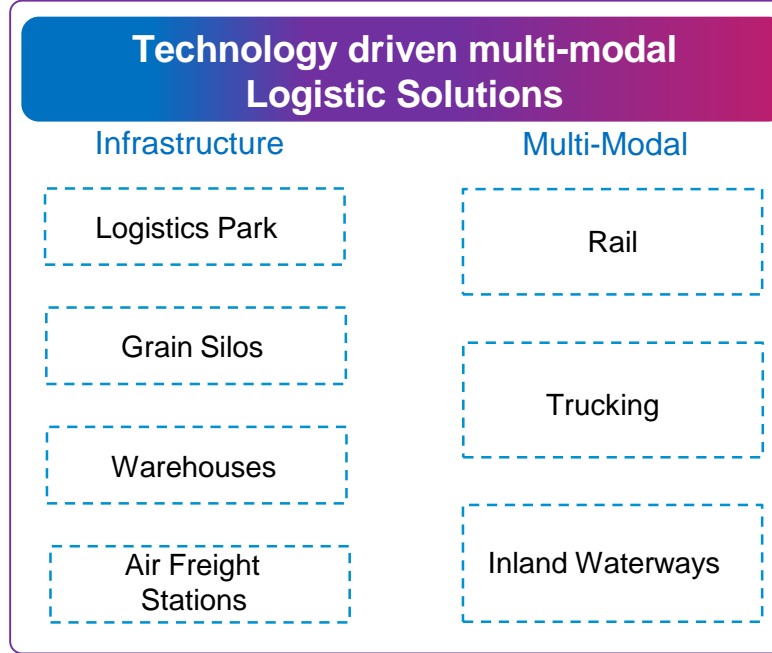 Technology driven multi-modal
Logistic Solutions
Infrastructure
Logistics Park
Grain Silos
Warehouses
Air Freight
Stations
Multi-Modal
Rail
Trucking
Inland Waterways